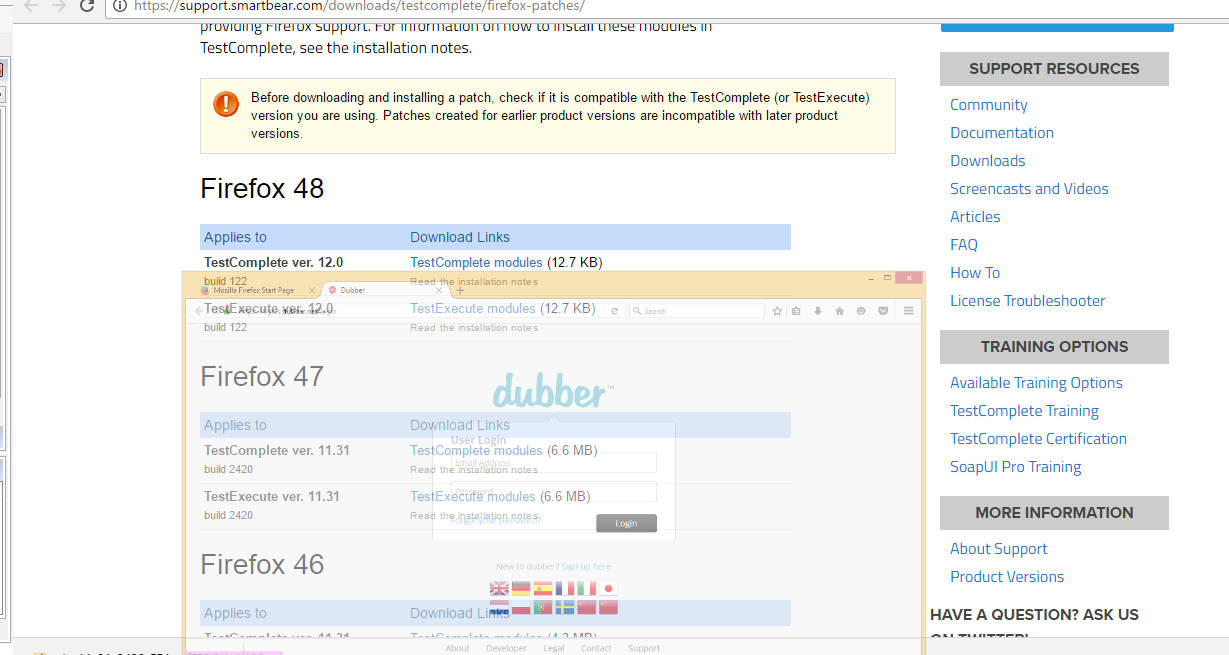 https://support.smartbear.com/downloads/testcomplete/firefox-patches/
providing Firefox support. For information on how to install these modules in
TestComplete, see the installation notes.
Before downloading and installing a patch, check if it is compatible with the TestComplete (or TestExecute)
version you are using. Patches created for earlier product versions are incompatible with later product
versions.
Firefox 48
Applies to Download Links
TestComplete ver. 12.0 TestComplete modules (12.7 KB)
build 122 Read the installation notes
TestExecute ver. 12.0 TestExecute modules (12.7 KB)
build 122 Read the installation notes
Firefox 47
Applies to Download Links
TestComplete ver. 11.31 TestComplete modules (6.6 MB)
build 2420 Read the installation notes
TestExecute ver. 11.31 TestExecute modules (6.6 MB)
build 2420 Read the installation notes
Firefox 46
Applies to Download Links
TestComplete ver. 11.31 TestComplete modules
Mozilla Firefox Start Page
Dubber
Search
dubber™
User Login
Email Address
Password
Forgot your password?
Login
New to dubber? Sign up here
About Developer Legal Contact Support
SUPPORT RESOURCES
Community
Documentation
Downloads
Screencasts and Videos
Articles
FAQ
How To
License Troubleshooter
TRAINING OPTIONS
Available Training Options
TestComplete Training
TestComplete Certification
SoapUI Pro Training
MORE INFORMATION
About Support
Product Versions
HAVE A QUESTION? ASK US
ON TWITTER!